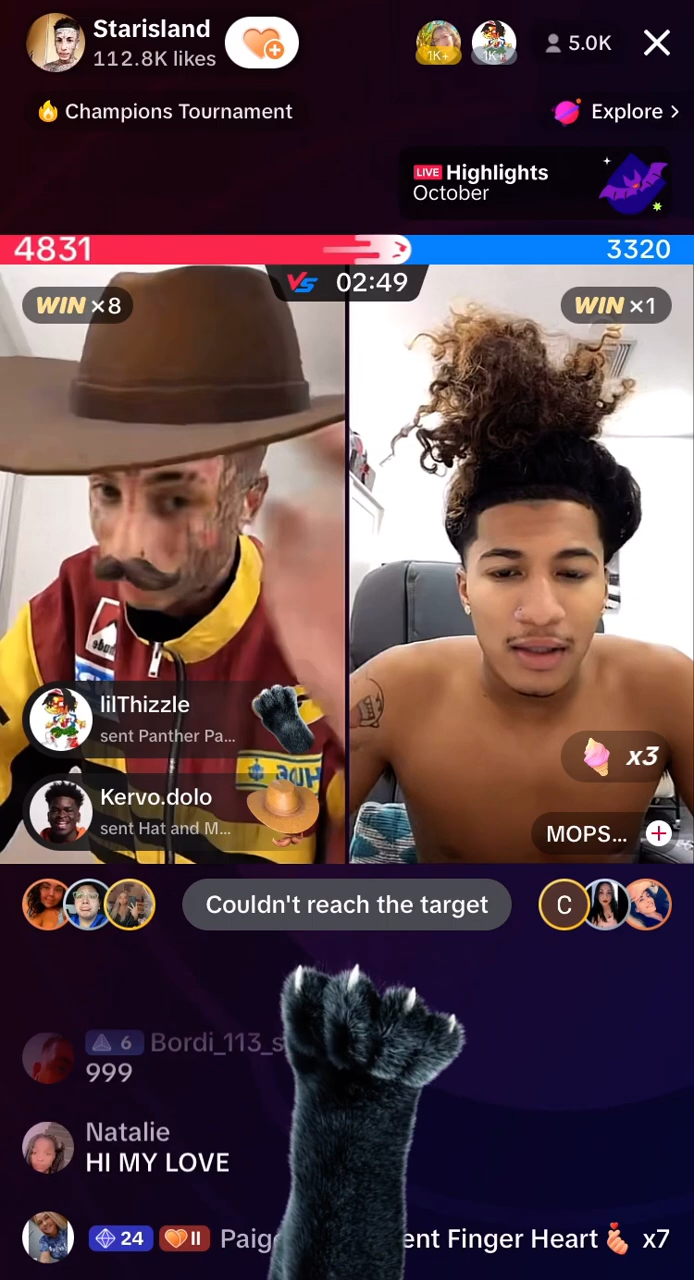 Starisland
112.8K likes
1K+
1K+
5.0K
Champions Tournament
Explore >
LIVE Highlights
October
4831
3320
VS 02:49
WIN ×8
WIN ×1
lilThizzle
sent Panther Pa...
Kervo.dolo
sent Hat and M...
x3
MOPS...
C
Couldn't reach the target
6 Bordi_113_s
999
Natalie
HI MY LOVE
24 II Paig
ent Finger Heart x7